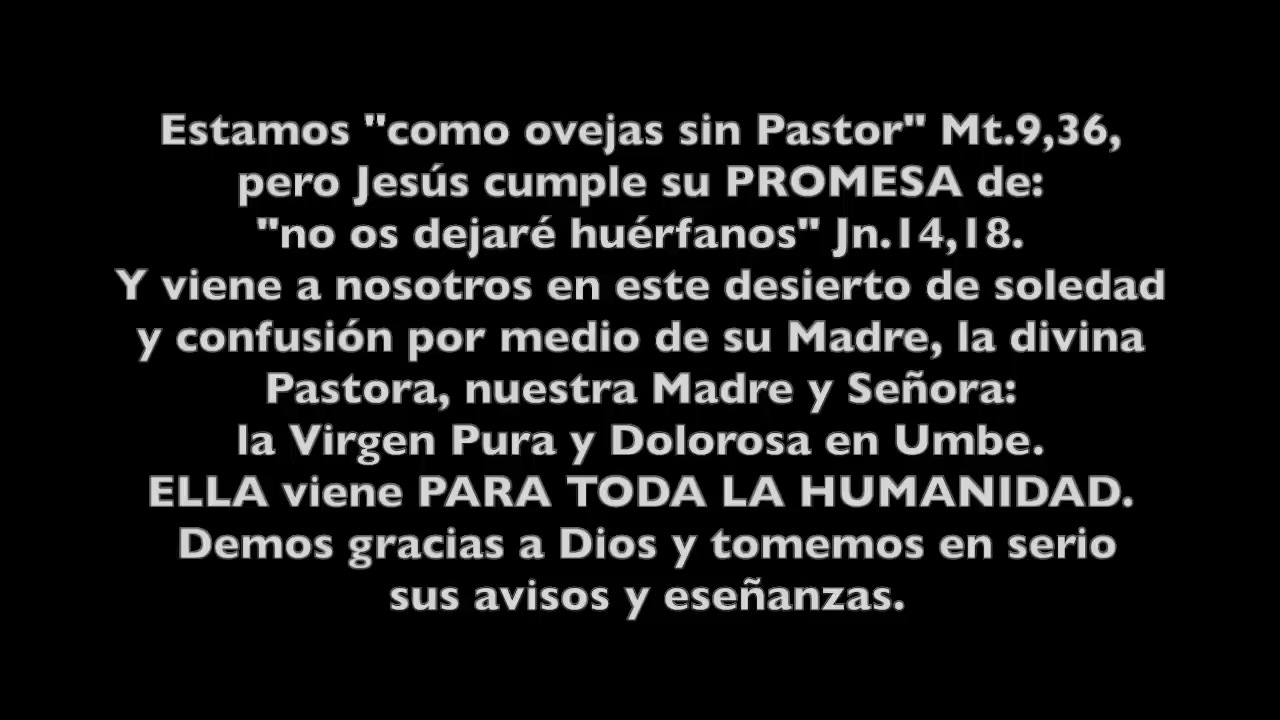 Estamos "como ovejas sin Pastor" Mt.9,36,
pero Jesús cumple su PROMESA de:
"no os dejaré huérfanos" Jn.14,18.
Y viene a nosotros en este desierto de soledad
y confusión por medio de su Madre, la divina
Pastora, nuestra Madre y Señora:
la Virgen Pura y Dolorosa en Umbe.
ELLA viene PARA TODA LA HUMANIDAD.
Demos gracias a Dios y tomemos en serio
sus avisos y eseñanzas.